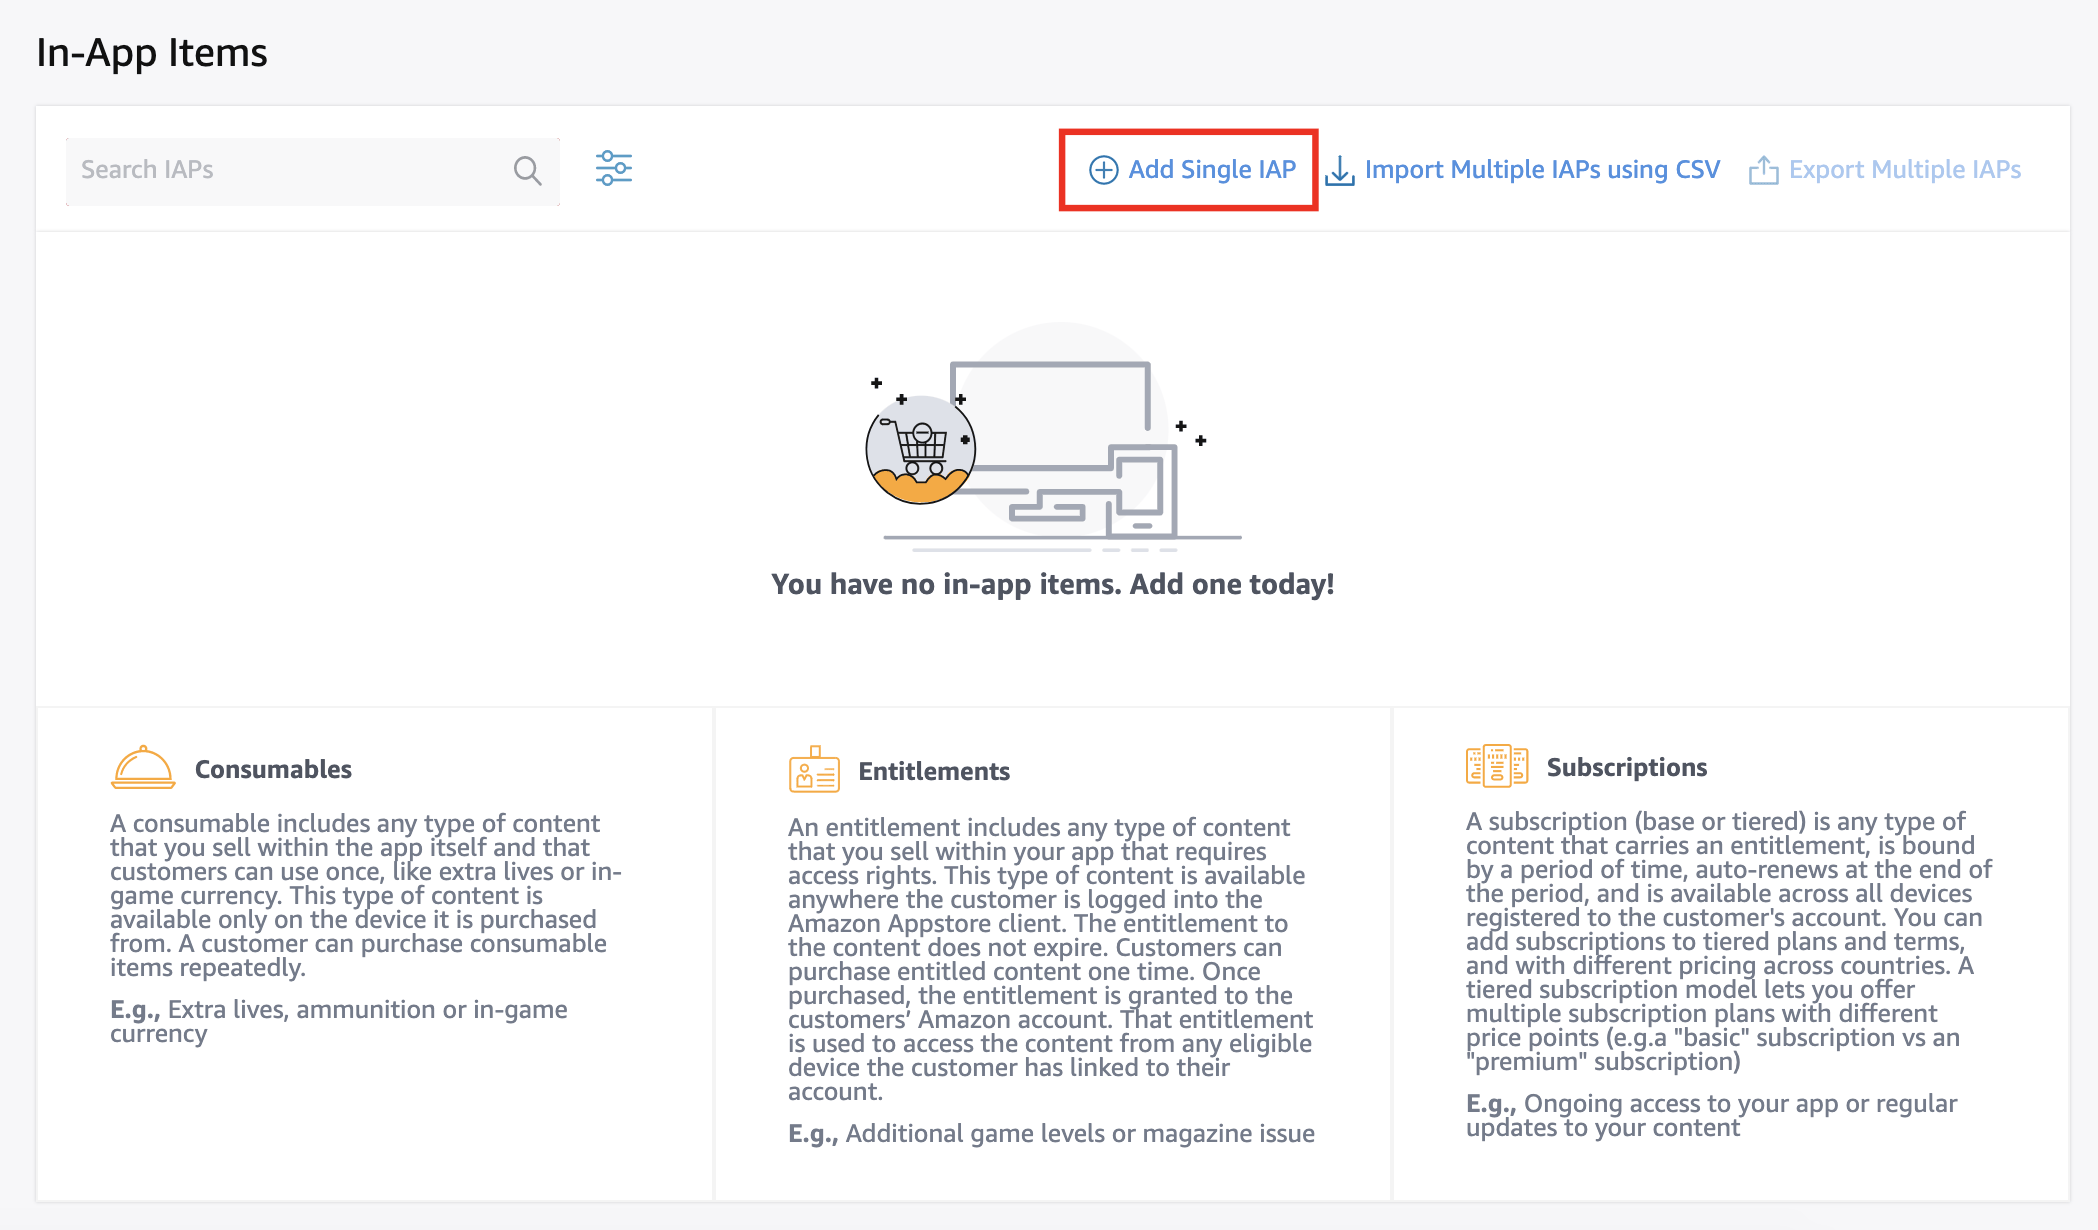 In-App Items
Search IAPs
Add Single IAP
Import Multiple IAPs using CSV
Export Multiple IAPs
You have no in-app items. Add one today!
Consumables
A consumable includes any type of content
that you sell within the app itself and that
customers can use once, like extra lives or in-
game currency. This type of content is
available only on the device it is purchased
from. A customer can purchase consumable
items repeatedly.
E.g., Extra lives, ammunition or in-game
currency
Entitlements
An entitlement includes any type of content
that you sell within your app that requires
access rights. This type of content is available
anywhere the customer is logged into the
Amazon Appstore client. The entitlement to
the content does not expire. Customers can
purchase entitled content one time. Once
purchased, the entitlement is granted to the
customers’ Amazon account. That entitlement
is used to access the content from any eligible
device the customer has linked to their
account.
E.g., Additional game levels or magazine issue
Subscriptions
A subscription (base or tiered) is any type of
content that carries an entitlement, is bound
by a period of time, auto-renews at the end of
the period, and is available across all devices
registered to the customer's account. You can
add subscriptions to tiered plans and terms,
and with different pricing across countries. A
tiered subscription model lets you offer
multiple subscription plans with different
price points (e.g.a "basic" subscription vs an
"premium" subscription)
E.g., Ongoing access to your app or regular
updates to your content